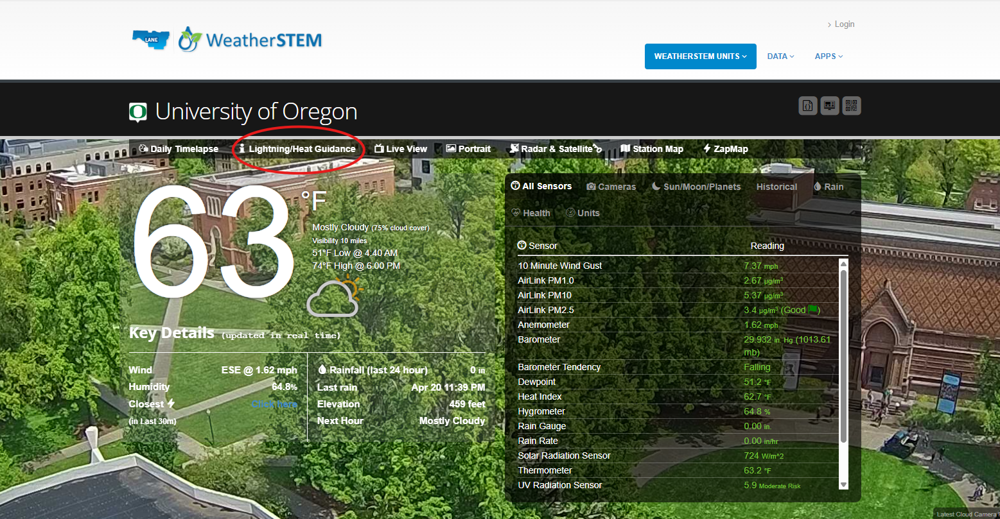 Login
LANE
WeatherSTEM
WEATHERSTEM UNITS DATA APPS
University of Oregon
Daily Timelapse Lightning/Heat Guidance Live View Portrait Radar & Satellite Station Map ZapMap
63 °F
Mostly Cloudy (75% cloud cover)
Visibility 10 miles
51°F Low @ 4:40 AM
74°F High @ 6:00 PM
Key Details (updated in real time)
Wind ESE @ 1.62 mph
Humidity 64.8%
Closest Click here
(in Last 30m)
Rainfall (last 24 hour) 0 in
Last rain Apr 20 11:39 PM
Elevation 459 feet
Next Hour Mostly Cloudy
All Sensors Cameras Sun/Moon/Planets Historical Rain
Health Units
Sensor Reading
10 Minute Wind Gust 7.37 mph
AirLink PM1.0 2.67 µg/m³
AirLink PM10 5.37 µg/m³
AirLink PM2.5 3.4 µg/m³ (Good )
Anemometer 1.62 mph
Barometer 29.932 in. Hg (1013.61
mb)
Barometer Tendency Falling
Dewpoint 51.2 °F
Heat Index 62.7 °F
Hygrometer 64.8 %
Rain Gauge 0.00 in.
Rain Rate 0.00 in/hr
Solar Radiation Sensor 724 W/m^2
Thermometer 63.2 °F
UV Radiation Sensor 5.9 Moderate Risk
Latest Cloud Camera